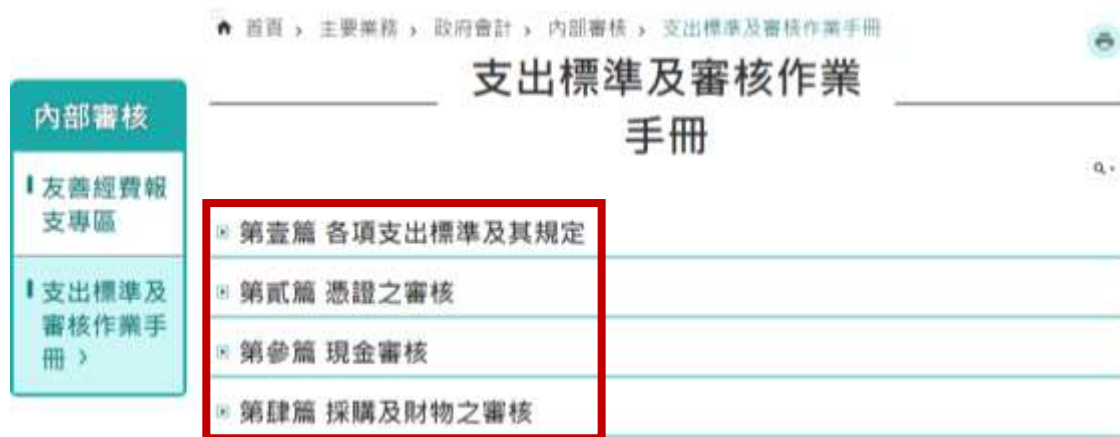 首頁 › 主要業務 › 政府會計 › 內部審核 › 支出標準及審核作業手冊
支出標準及審核作業
手冊
內部審核
友善經費報
支專區
支出標準及
審核作業手
冊 ›
第壹篇 各項支出標準及其規定
第貳篇 憑證之審核
第參篇 現金審核
第肆篇 採購及財物之審核